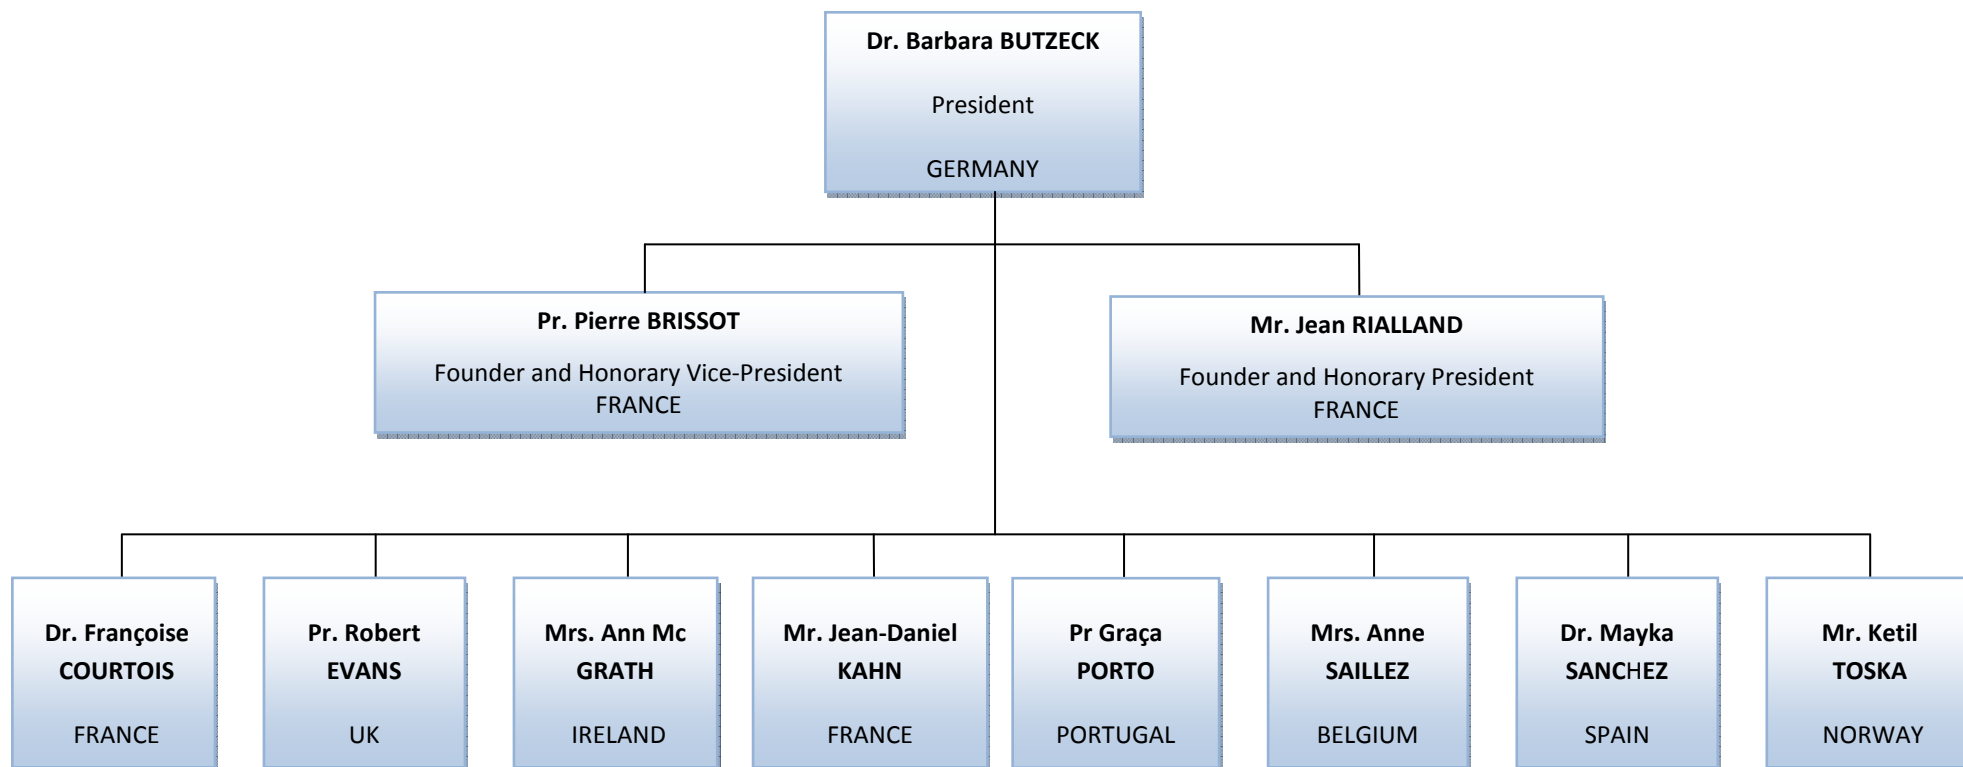 Dr. Barbara BUTZECK
President
GERMANY
Pr. Pierre BRISSOT
Founder and Honorary Vice-President
FRANCE
Mr. Jean RIALLAND
Founder and Honorary President
FRANCE
Dr. Françoise
COURTOIS
FRANCE
Pr. Robert
EVANS
UK
Mrs. Ann Mc
GRATH
IRELAND
Mr. Jean-Daniel
KAHN
FRANCE
Pr Graça
PORTO
PORTUGAL
Mrs. Anne
SAILLEZ
BELGIUM
Dr. Mayka
SANCHEZ
SPAIN
Mr. Ketil
TOSKA
NORWAY